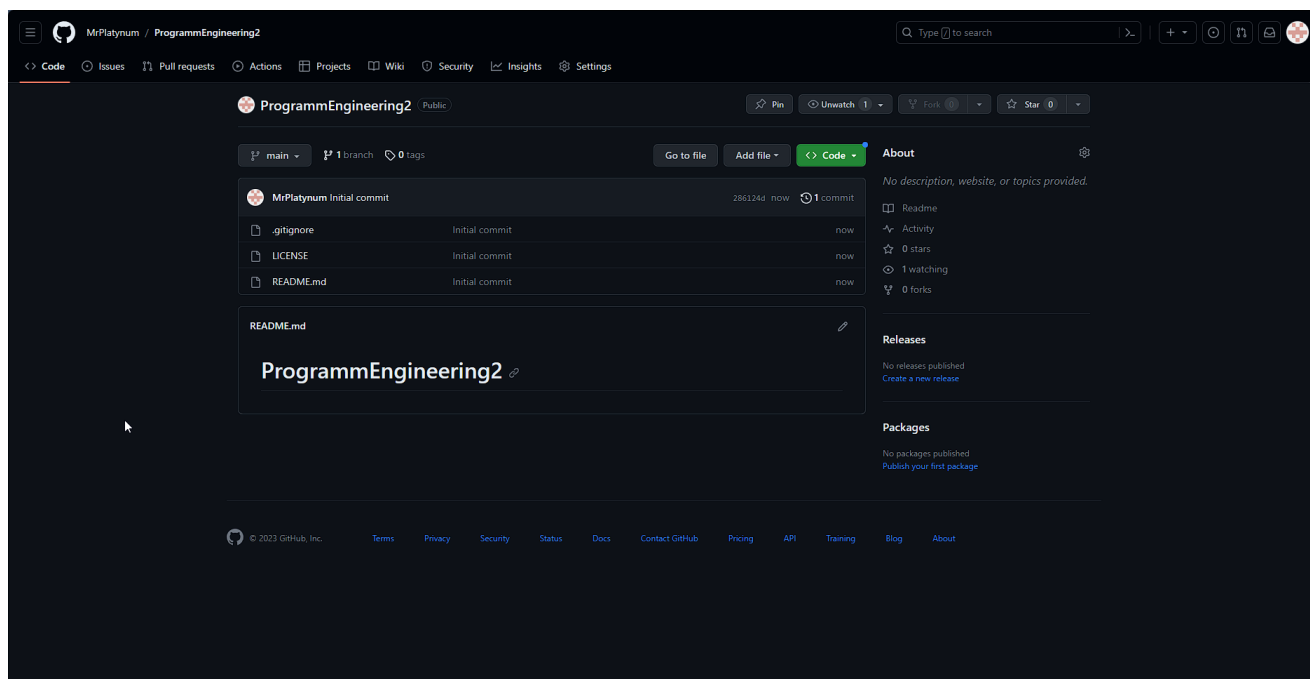 MrPlatynum / ProgrammEngineering2
Type / to search
Code Issues Pull requests Actions Projects Wiki Security Insights Settings
ProgrammEngineering2 Public
Pin Unwatch 1 Fork 0 Star 0
main 1 branch 0 tags Go to file Add file Code
MrPlatynum Initial commit 286124d now 1 commit
.gitignore Initial commit now
LICENSE Initial commit now
README.md Initial commit now
README.md
ProgrammEngineering2
About
No description, website, or topics provided.
Readme
Activity
0 stars
1 watching
0 forks
Releases
No releases published
Create a new release
Packages
No packages published
Publish your first package
© 2023 GitHub, Inc. Terms Privacy Security Status Docs Contact GitHub Pricing API Training Blog About